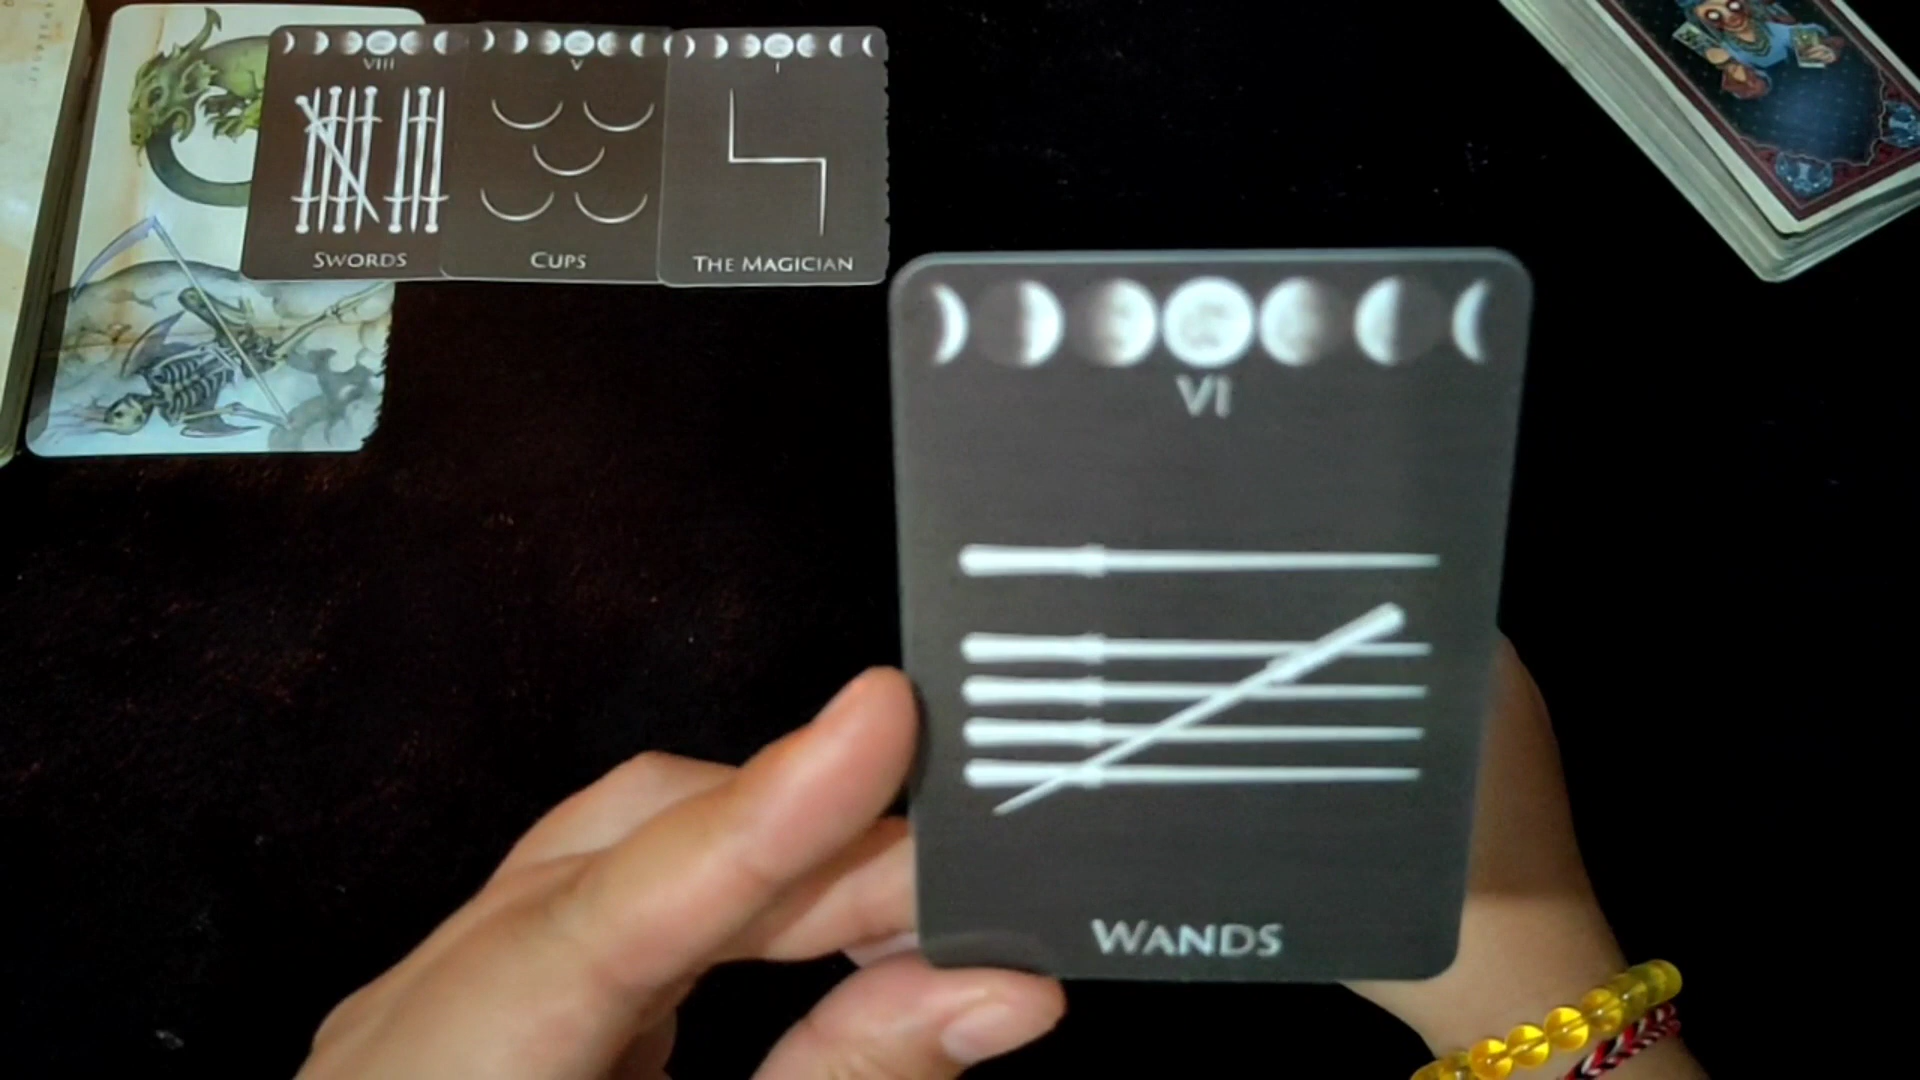 VIII
SWORDS
V
CUPS
I
THE MAGICIAN
VI
WANDS